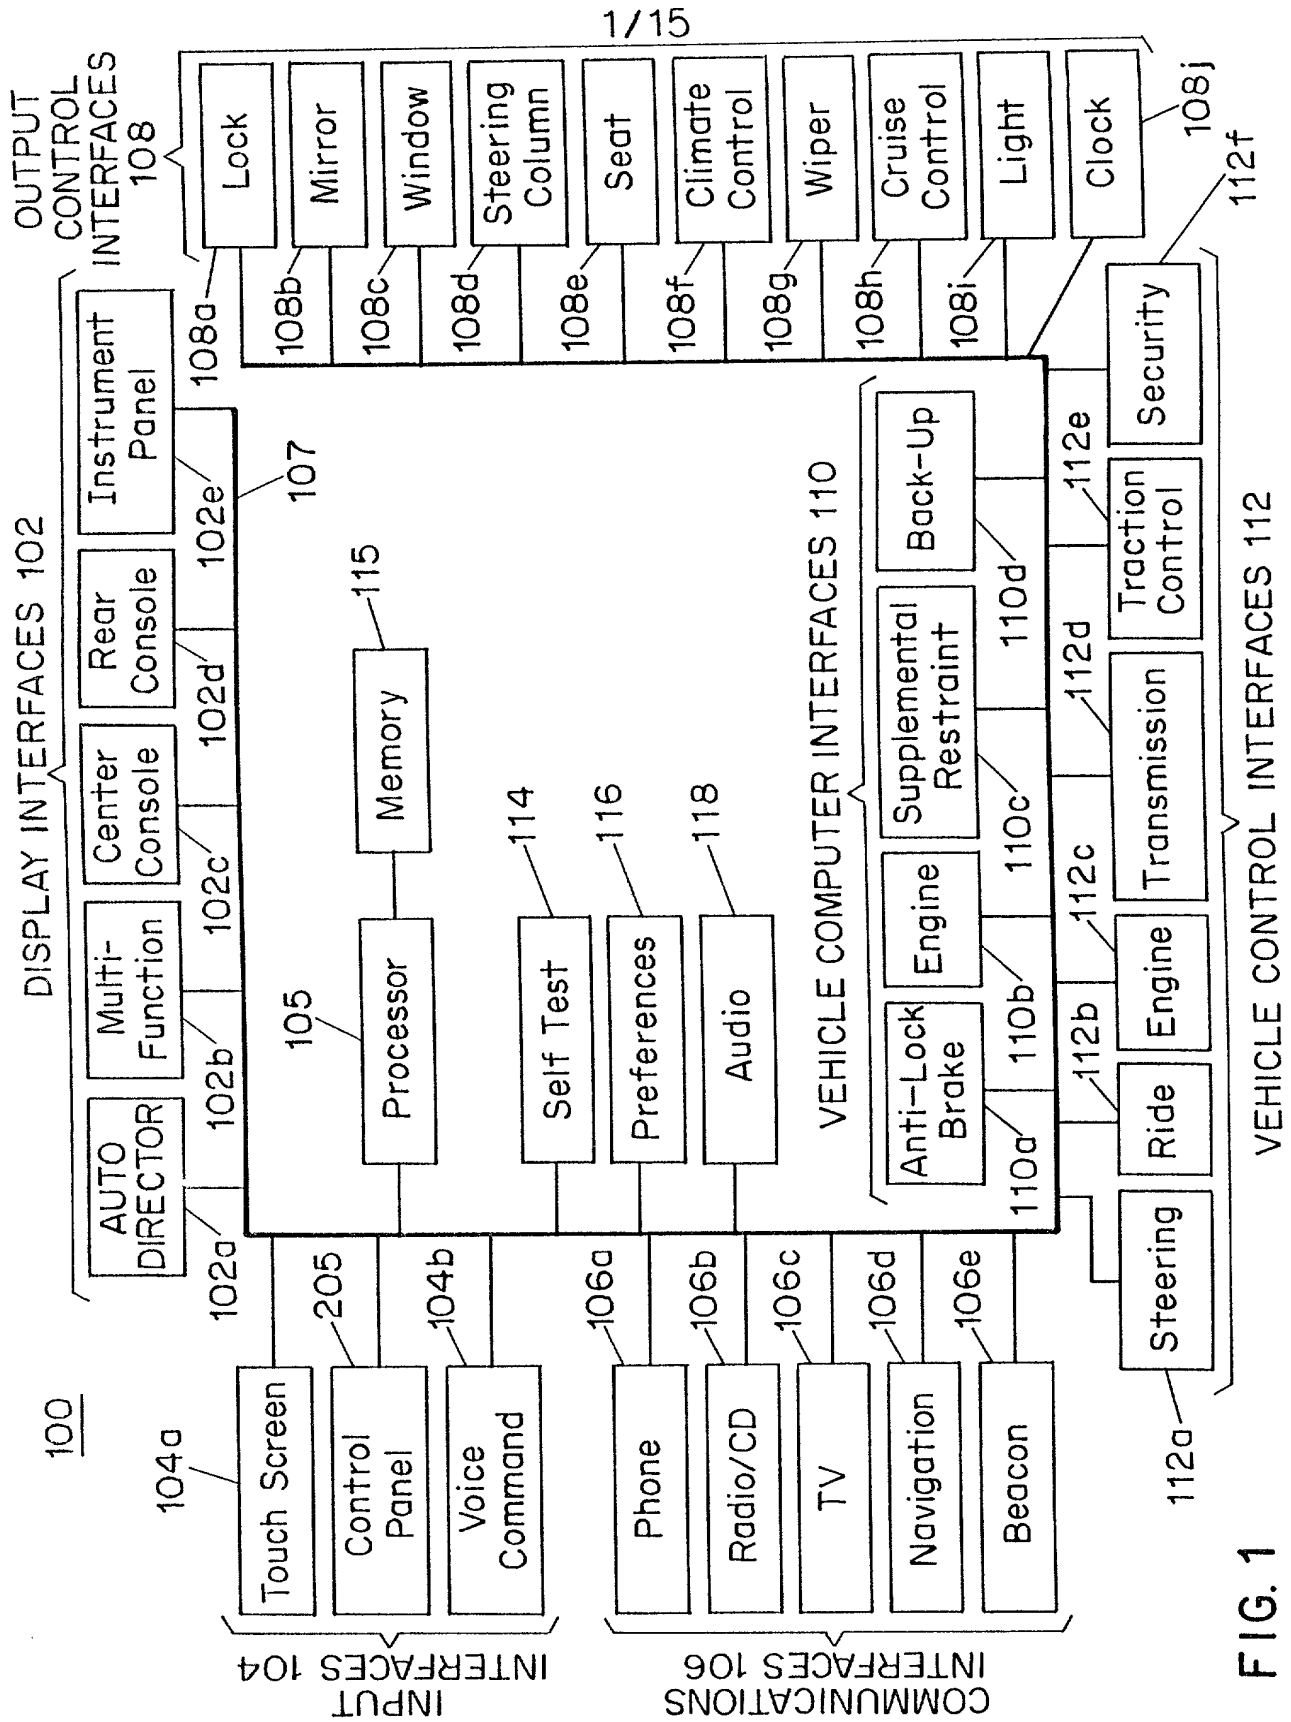 1/15
100
DISPLAY INTERFACES 102
AUTO
DIRECTOR
102a
Multi-
Function
102b
Center
Console
102c
Rear
Console
102d
Instrument
Panel
102e
107
OUTPUT
CONTROL
INTERFACES
108
Lock
108a
Mirror
108b
Window
108c
Steering
Column
108d
Seat
108e
Climate
Control
108f
Wiper
108g
Cruise
Control
108h
Light
108i
Clock
108j
INPUT
INTERFACES 104
104a
Touch Screen
205
Control
Panel
104b
Voice
Command
COMMUNICATIONS
INTERFACES 106
106a
Phone
106b
Radio/CD
106c
TV
106d
Navigation
106e
Beacon
105
Processor
115
Memory
114
Self Test
116
Preferences
118
Audio
VEHICLE COMPUTER INTERFACES 110
Anti-Lock
Brake
110a
Engine
110b
Supplemental
Restraint
110c
Back-Up
110d
112a
Steering
112b
Ride
112c
Engine
112d
Transmission
112e
Traction
Control
112f
Security
VEHICLE CONTROL INTERFACES 112
FIG. 1